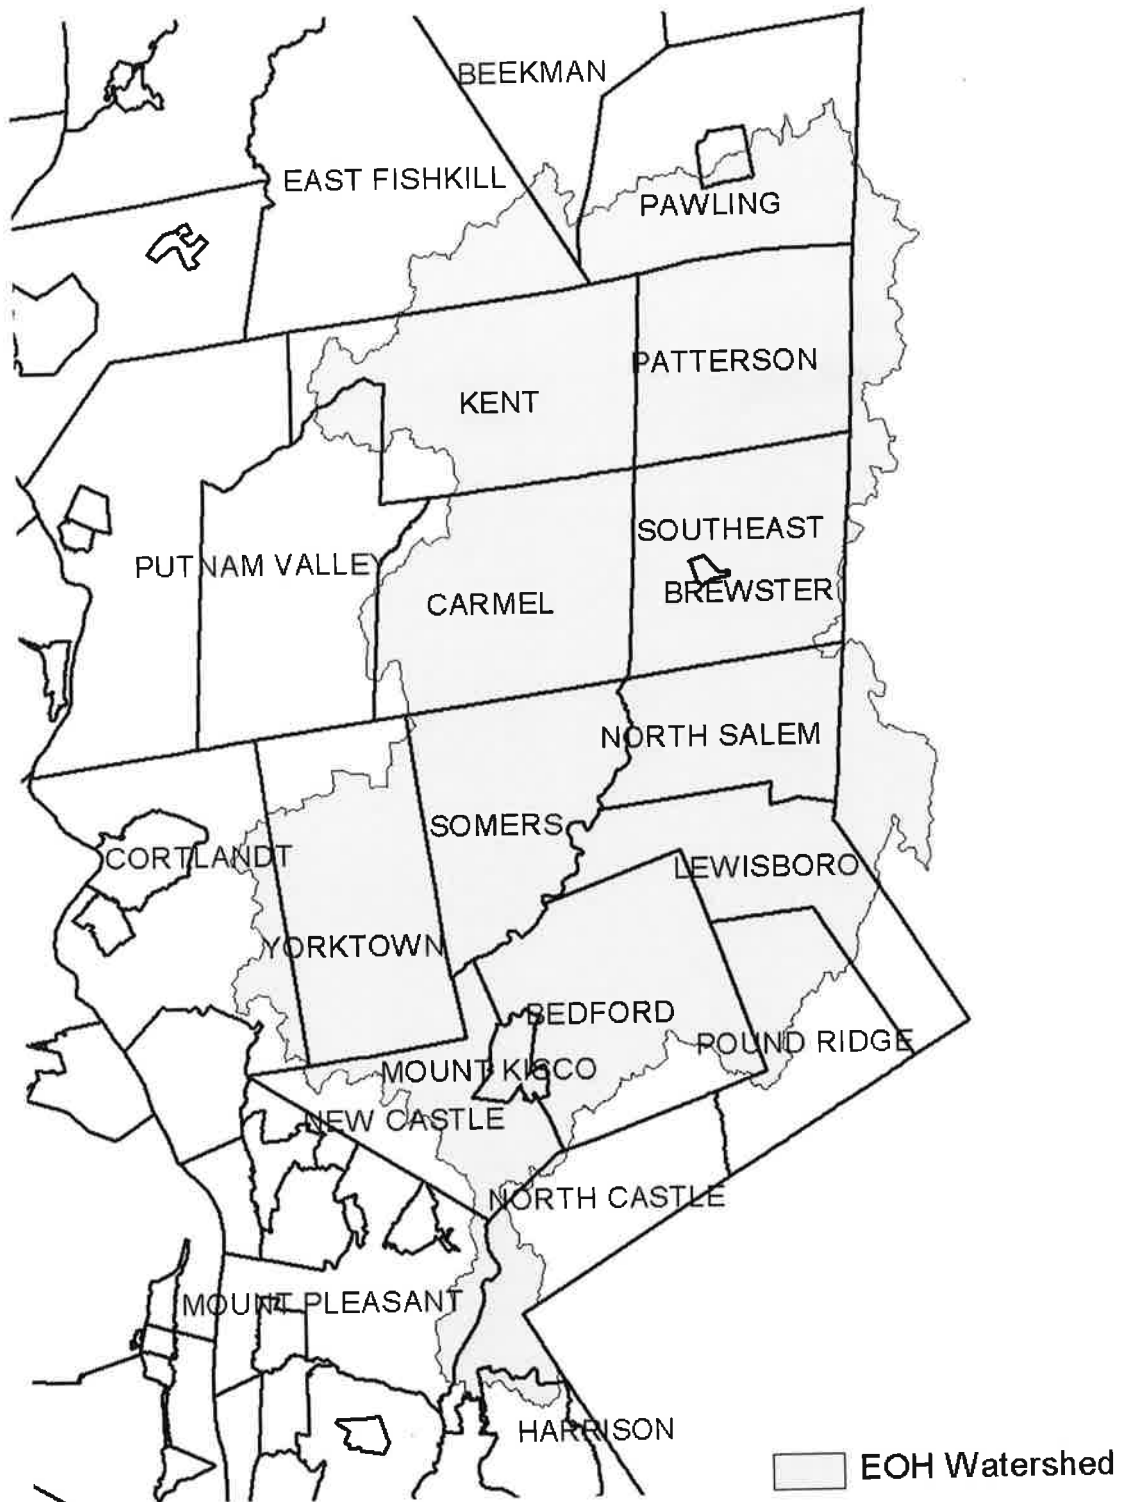 BEEKMAN
EAST FISHKILL
PAWLING
PATTERSON
KENT
SOUTHEAST
PUTNAM VALLEY
BREWSTER
CARMEL
NORTH SALEM
SOMERS
CORTLANDT
LEWISBORO
YORKTOWN
BEDFORD
POUND RIDGE
MOUNT KISCO
NEW CASTLE
NORTH CASTLE
MOUNT PLEASANT
HARRISON
EOH Watershed